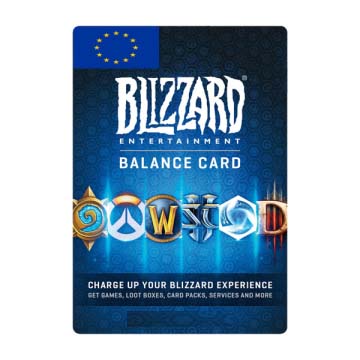 BLIZZARD
ENTERTAINMENT
BALANCE CARD
CHARGE UP YOUR BLIZZARD EXPERIENCE
GET GAMES, LOOT BOXES, CARD PACKS, SERVICES AND MORE